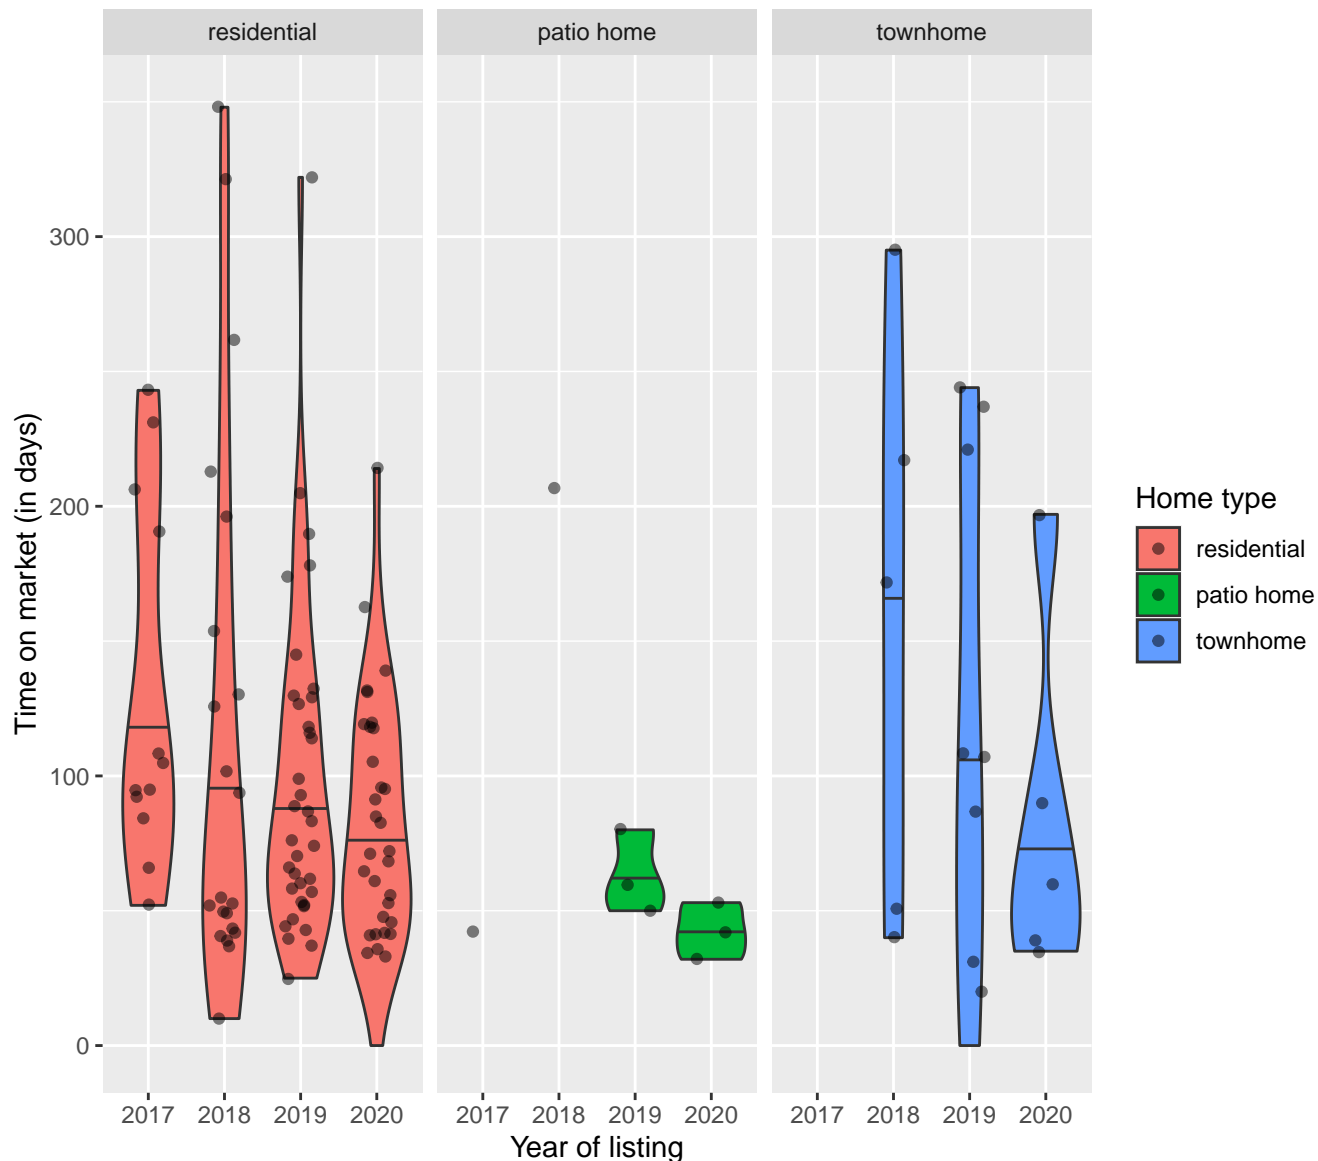 residential patio home townhome
300
200
100
0
Time on market (in days)
2017 2018 2019 2020 2017 2018 2019 2020 2017 2018 2019 2020
Year of listing
Home type
residential
patio home
townhome